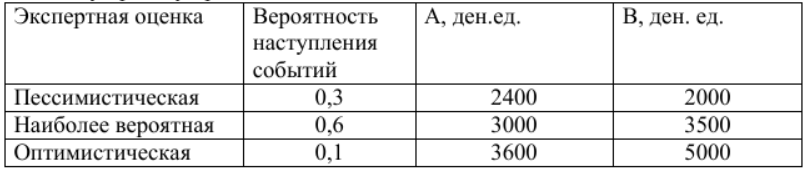 Экспертная оценка Вероятность наступления событий А, ден.ед. В, ден. ед.
Пессимистическая 0,3 2400 2000
Наиболее вероятная 0,6 3000 3500
Оптимистическая 0,1 3600 5000